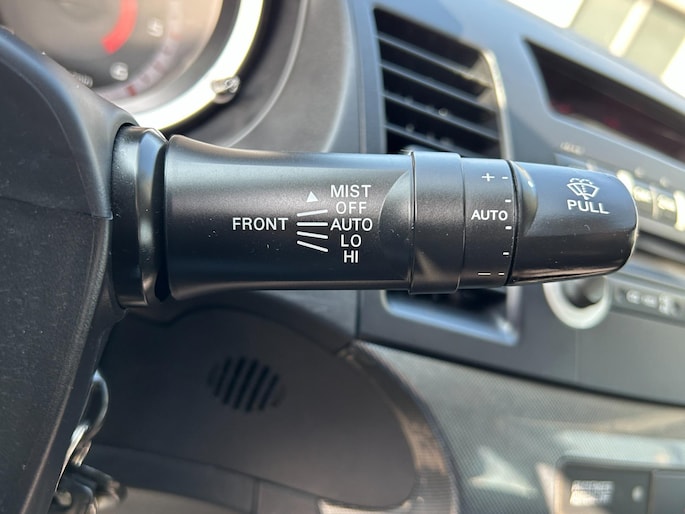 MIST
OFF
FRONT AUTO
LO
HI
+
AUTO
−
PULL